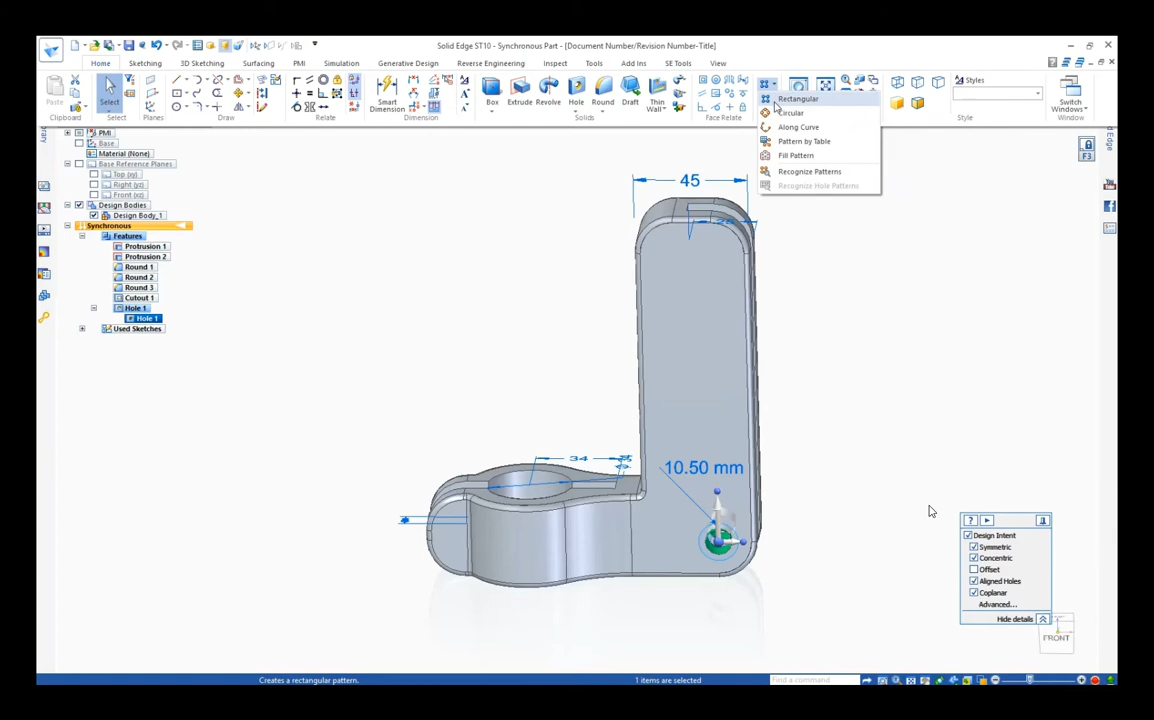 Solid Edge ST10 - Synchronous Part - [Document Number/Revision Number-Title]
Home Sketching 3D Sketching Surfacing PMI Simulation Generative Design Reverse Engineering Inspect Tools Add Ins SE Tools View
Paste Select Smart Dimension Box Extrude Revolve Hole Round Draft Thin Wall Styles Switch Windows
Clipboard Select Planes Draw Relate Dimension Solids Face Relate Style
Rectangular
Circular
Along Curve
Pattern by Table
Fill Pattern
Recognize Patterns
Recognize Hole Patterns
PMI
Base
Material (None)
Base Reference Planes
Top (xy)
Right (yz)
Front (xz)
Design Bodies
Design Body_1
Synchronous
Features
Protrusion 1
Protrusion 2
Round 1
Round 2
Round 3
Cutout 1
Hole 1
Hole 1
Used Sketches
F3
45
34
10.50 mm
Design Intent
Symmetric
Concentric
Offset
Aligned Holes
Coplanar
Advanced...
Hide details
FRONT
Creates a rectangular pattern. 1 items are selected Find a command